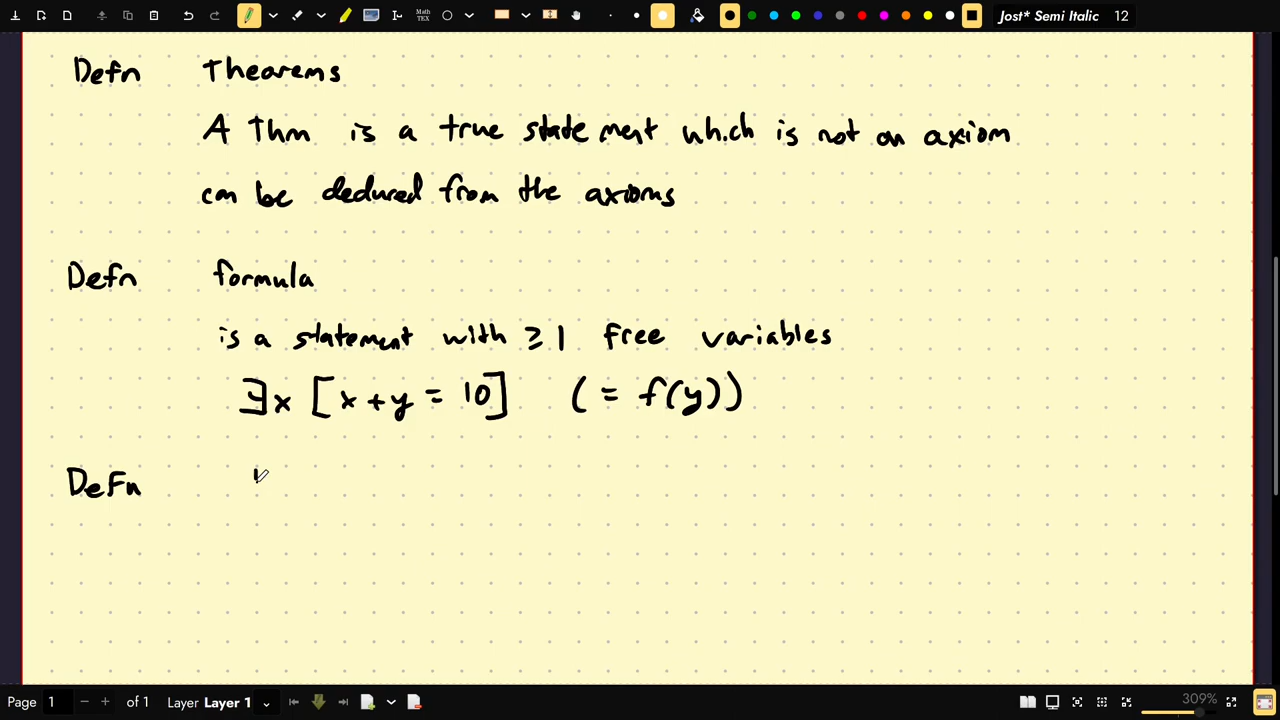 Math
TEX
Jost* Semi Italic 12
Defn Theorems
A Thm is a true statement which is not an axiom
can be deduced from the axioms
Defn formula
is a statement with ≥1 free variables
∃x [x+y = 10] (= f(y))
Defn
Page 1 of 1 Layer Layer 1 309%